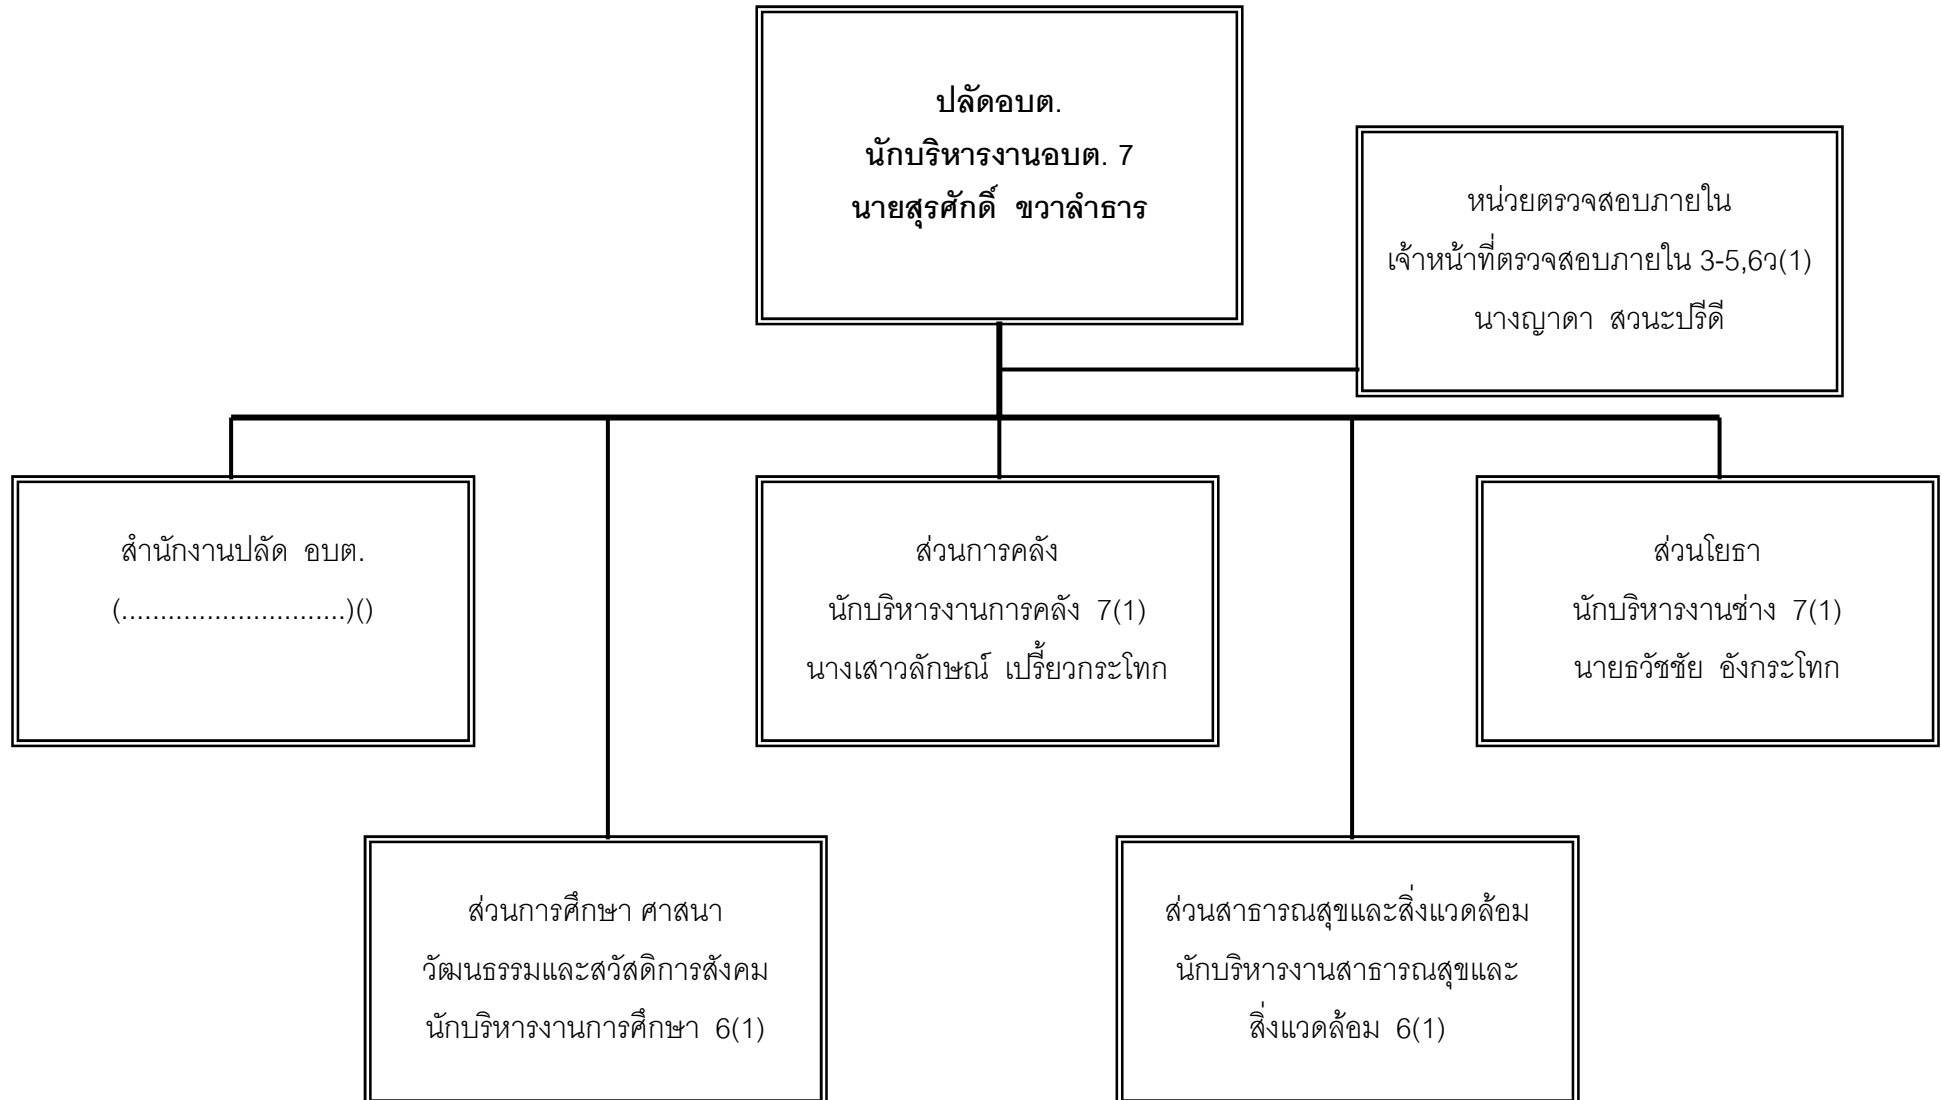 ปลัดอบต.
นักบริหารงานอบต. 7
นายสุรศักดิ์ ขวาลำธาร
หน่วยตรวจสอบภายใน
เจ้าหน้าที่ตรวจสอบภายใน 3-5,6ว(1)
นางญาดา สวนะปรีดี
สำนักงานปลัด อบต.
(.............................)()
ส่วนการคลัง
นักบริหารงานการคลัง 7(1)
นางเสาวลักษณ์ เปรี้ยวกระโทก
ส่วนโยธา
นักบริหารงานช่าง 7(1)
นายธวัชชัย อังกระโทก
ส่วนการศึกษา ศาสนา
วัฒนธรรมและสวัสดิการสังคม
นักบริหารงานการศึกษา 6(1)
ส่วนสาธารณสุขและสิ่งแวดล้อม
นักบริหารงานสาธารณสุขและ
สิ่งแวดล้อม 6(1)